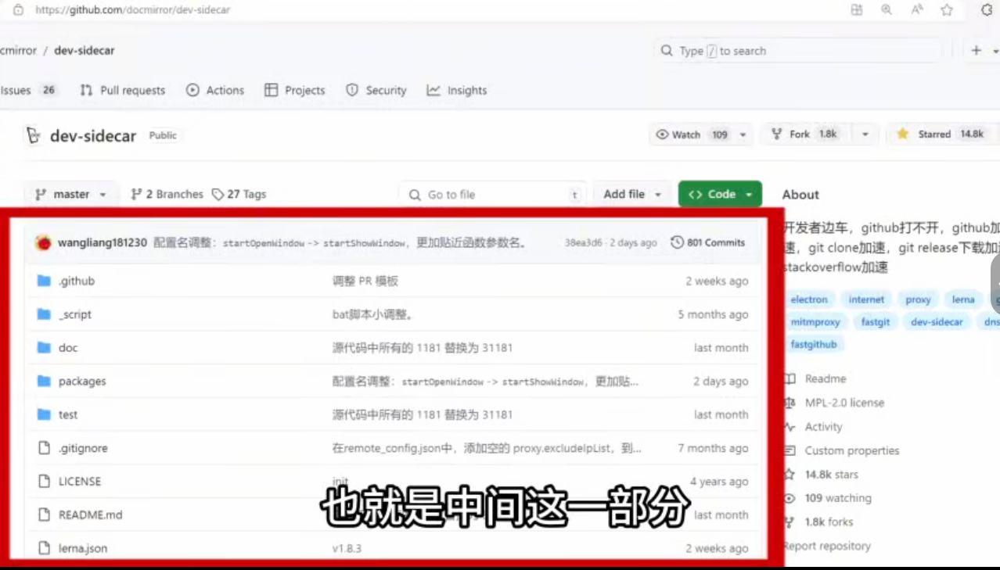 https://github.com/docmirror/dev-sidecar
cmirror / dev-sidecar
Type / to search
Issues 26 Pull requests Actions Projects Security Insights
dev-sidecar Public
Watch 109 Fork 1.8k Starred 14.8k
master 2 Branches 27 Tags Go to file t Add file Code
About
开发者边车，github打不开，github加
速，git clone加速，git release下载加速
stackoverflow加速
electron internet proxy lerna
mitmproxy fastgit dev-sidecar dns
fastgithub
Readme
MPL-2.0 license
Activity
Custom properties
14.8k stars
109 watching
1.8k forks
Report repository
wangliang181230 配置名调整：startOpenWindow -> startShowWindow，更加贴近函数参数名。 38ea3d6 · 2 days ago 801 Commits
.github 调整 PR 模板 2 weeks ago
_script bat脚本小调整。 5 months ago
doc 源代码中所有的 1181 替换为 31181 last month
packages 配置名调整：startOpenWindow -> startShowWindow，更加贴... 2 days ago
test 源代码中所有的 1181 替换为 31181 last month
.gitignore 在remote_config.json中，添加空的 proxy.excludeIpList，到... 7 months ago
LICENSE init 4 years ago
README.md last month
lerna.json v1.8.3 2 weeks ago
也就是中间这一部分